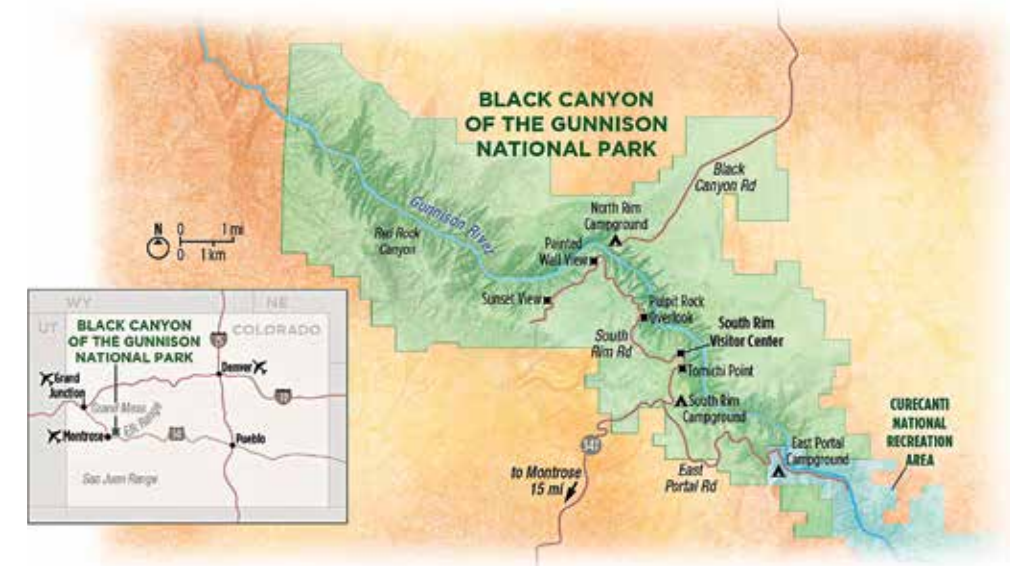 BLACK CANYON
OF THE GUNNISON
NATIONAL PARK
Black
Canyon Rd
North Rim
Campground
Gunnison River
Red Rock
Canyon
Painted
Wall View
Sunset View
Pulpit Rock
Overlook
South Rim
Visitor Center
South
Rim Rd
Tomichi Point
South Rim
Campground
East Portal
Campground
East
Portal Rd
CURECANTI
NATIONAL
RECREATION
AREA
347
to Montrose
15 mi
N 0 1 mi
0 1 km
WY
NE
UT
COLORADO
BLACK CANYON
OF THE GUNNISON
NATIONAL PARK
25
Denver
Grand
Junction
70
Grand Mesa
Elk Range
Montrose
50
Pueblo
San Juan Range